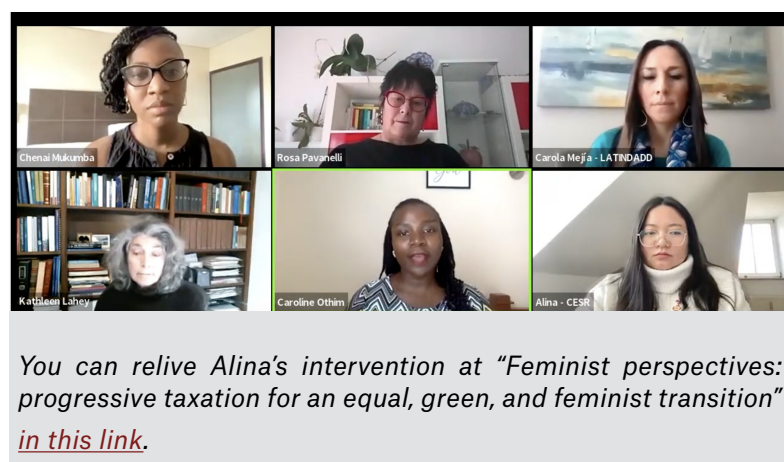 Chenai Mukumba
Rosa Pavanelli
Carola Mejía - LATINDADD
Kathleen Lahey
Caroline Othim
Alina - CESR
You can relive Alina’s intervention at “Feminist perspectives:
progressive taxation for an equal, green, and feminist transition”
in this link.